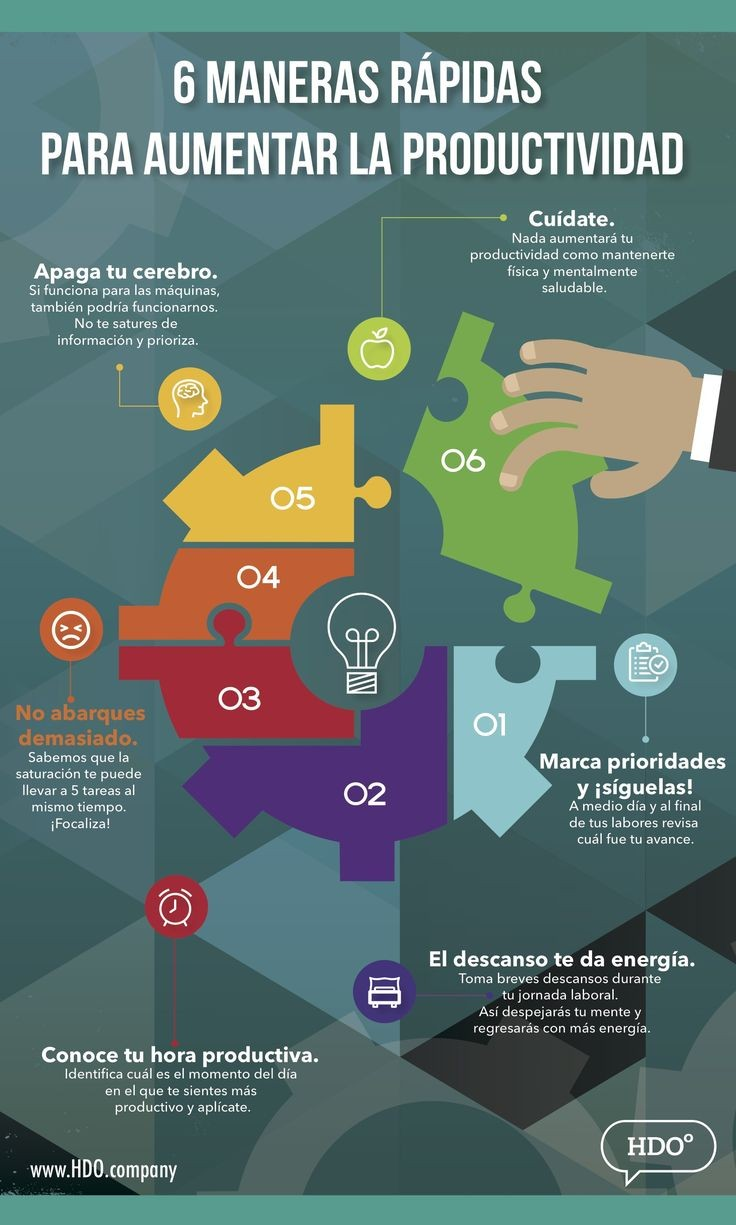 6 MANERAS RÁPIDAS
PARA AUMENTAR LA PRODUCTIVIDAD
Cuídate.
Nada aumentará tu
productividad como mantenerte
física y mentalmente
saludable.
Apaga tu cerebro.
Si funciona para las máquinas,
también podría funcionarnos.
No te satures de
información y prioriza.
06
05
04
03
02
01
No abarques
demasiado.
Sabemos que la
saturación te puede
llevar a 5 tareas al
mismo tiempo.
¡Focaliza!
Marca prioridades
y ¡síguelas!
A medio día y al final
de tus labores revisa
cuál fue tu avance.
El descanso te da energía.
Toma breves descansos durante
tu jornada laboral.
Así despejarás tu mente y
regresarás con más energía.
Conoce tu hora productiva.
Identifica cuál es el momento del día
en el que te sientes más
productivo y aplícate.
www.HDO.company
HDO°